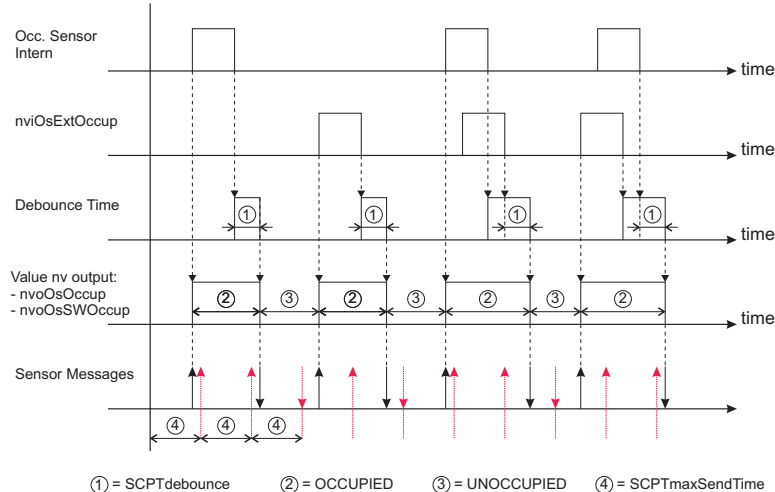 Occ. Sensor
Intern
time
nviOsExtOccup
time
Debounce Time
① ① ① ①
time
Value nv output:
- nvoOsOccup
- nvoOsSWOccup
② ③ ② ③ ② ③ ②
time
Sensor Messages
time
④ ④ ④
① = SCPTdebounce ② = OCCUPIED ③ = UNOCCUPIED ④ = SCPTmaxSendTime